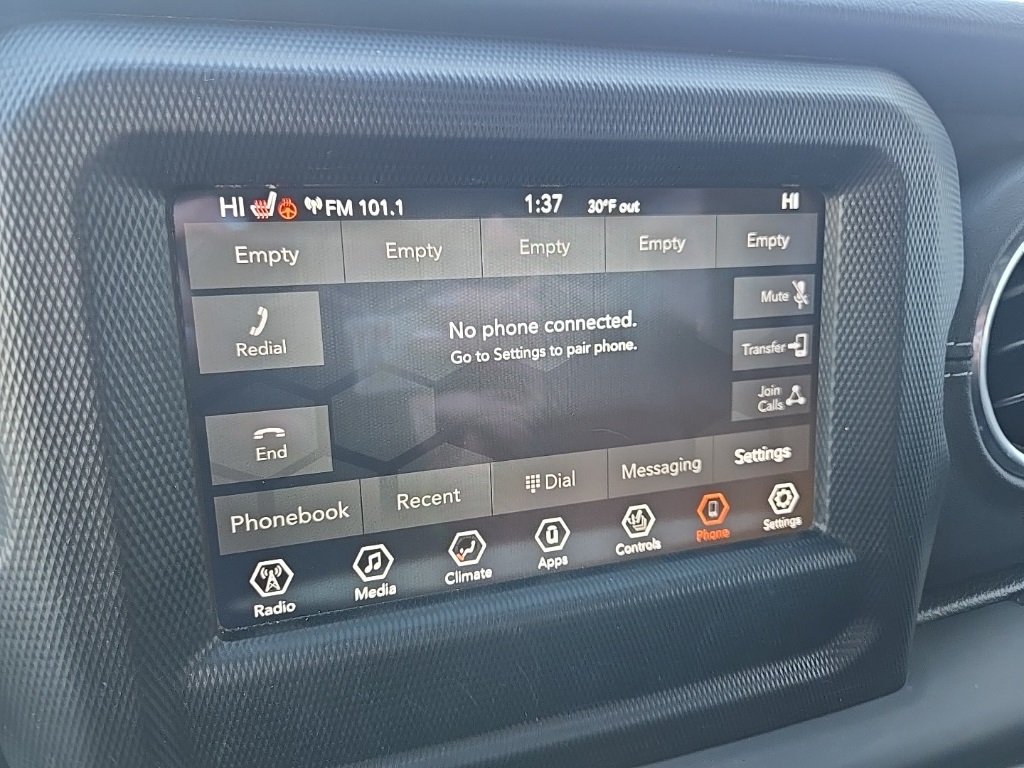 HI FM 101.1 1:37 30°F out HI
Empty Empty Empty Empty Empty
Mute
Redial
No phone connected.
Go to Settings to pair phone.
Transfer
Join
Calls
End
Phonebook Recent Dial Messaging Settings
Radio Media Climate Apps Controls Phone Settings